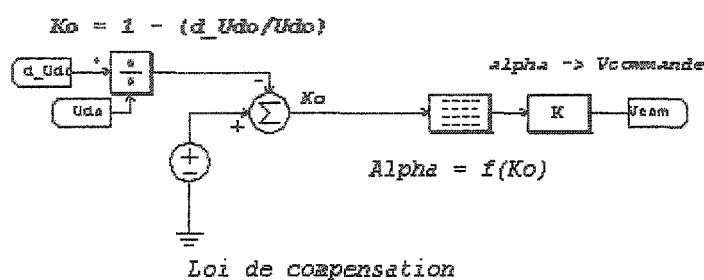 Ko = 1 - (d_Udo/Udo)
alpha -> Vcommande
d_Udo
Udo
Ko
K
Vcom
Alpha = f(Ko)
Loi de compensation